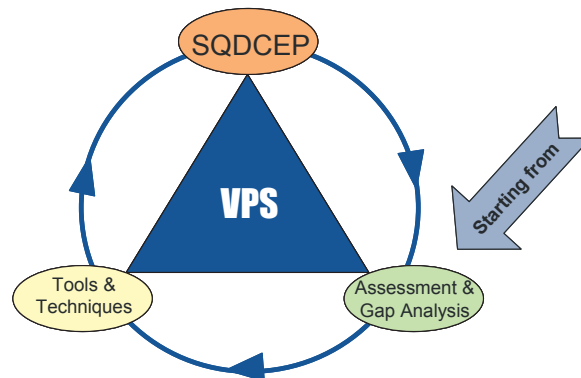 SQDCEP
VPS
Starting from
Tools &
Techniques
Assessment &
Gap Analysis